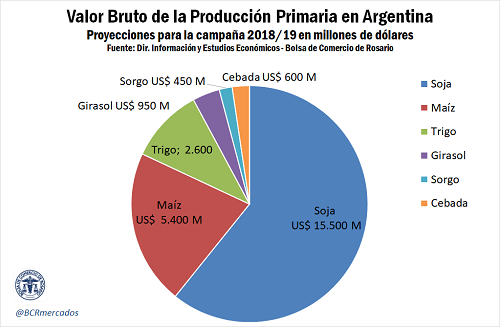 Valor Bruto de la Producción Primaria en Argentina
Proyecciones para la campaña 2018/19 en millones de dólares
Fuente: Dir. Información y Estudios Económicos - Bolsa de Comercio de Rosario
Cebada US$ 600 M
Sorgo US$ 450 M
Girasol US$ 950 M
Trigo; 2.600
Maíz
US$ 5.400 M
Soja
US$ 15.500 M
Soja
Maíz
Trigo
Girasol
Sorgo
Cebada
@BCRmercados